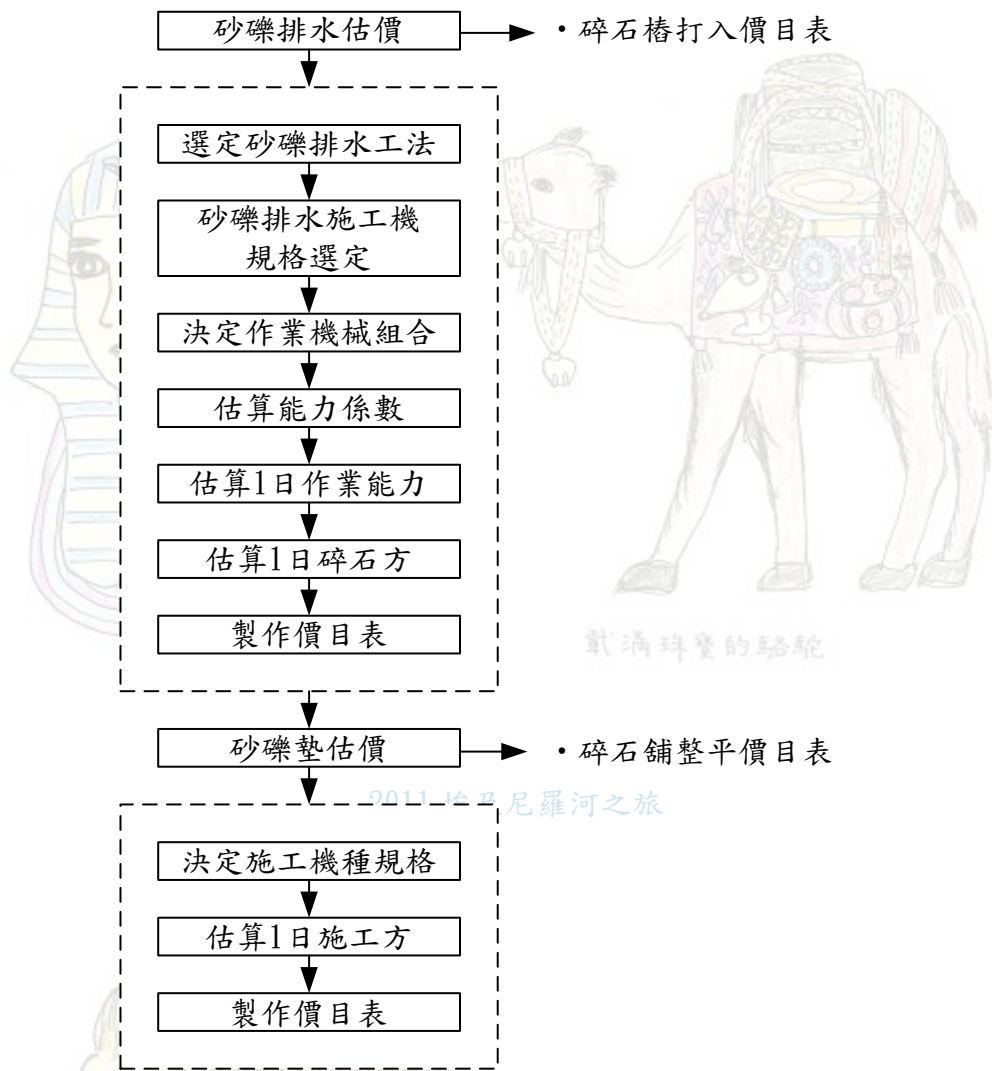 砂礫排水估價
・碎石樁打入價目表
選定砂礫排水工法
砂礫排水施工機
規格選定
決定作業機械組合
估算能力係數
估算1日作業能力
估算1日碎石方
製作價目表
戴滿珠寶的駱駝
砂礫墊估價
・碎石舖整平價目表
2011 埃及尼羅河之旅
決定施工機種規格
估算1日施工方
製作價目表